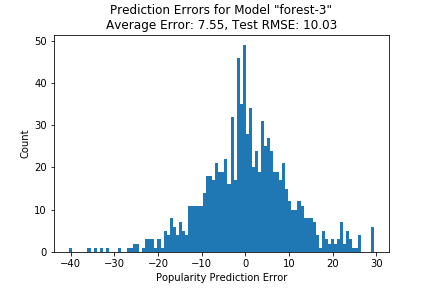 Prediction Errors for Model "forest-3"
Average Error: 7.55, Test RMSE: 10.03
50
40
30
20
10
0
Count
−40 −30 −20 −10 0 10 20 30
Popularity Prediction Error